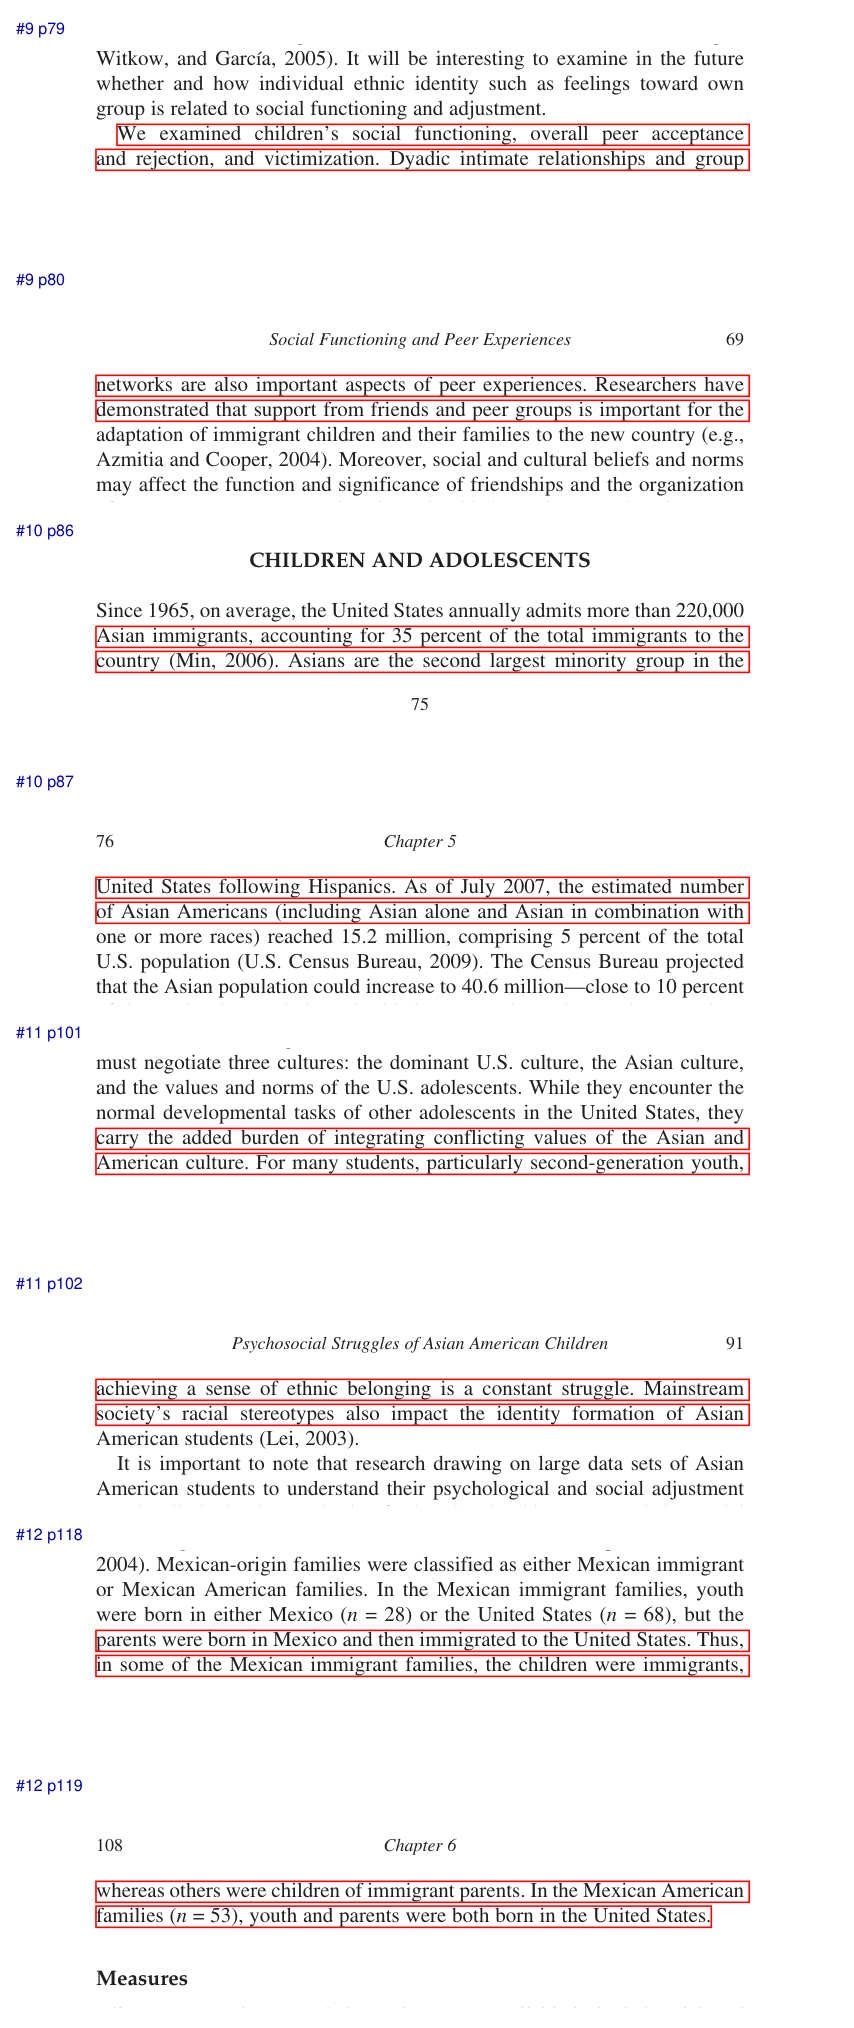 #9 p79
Witkow, and García, 2005). It will be interesting to examine in the future
whether and how individual ethnic identity such as feelings toward own
group is related to social functioning and adjustment.
We examined children's social functioning, overall peer acceptance
and rejection, and victimization. Dyadic intimate relationships and group
#9 p80
Social Functioning and Peer Experiences 69
networks are also important aspects of peer experiences. Researchers have
demonstrated that support from friends and peer groups is important for the
adaptation of immigrant children and their families to the new country (e.g.,
Azmitia and Cooper, 2004). Moreover, social and cultural beliefs and norms
may affect the function and significance of friendships and the organization
#10 p86
CHILDREN AND ADOLESCENTS
Since 1965, on average, the United States annually admits more than 220,000
Asian immigrants, accounting for 35 percent of the total immigrants to the
country (Min, 2006). Asians are the second largest minority group in the
75
#10 p87
76 Chapter 5
United States following Hispanics. As of July 2007, the estimated number
of Asian Americans (including Asian alone and Asian in combination with
one or more races) reached 15.2 million, comprising 5 percent of the total
U.S. population (U.S. Census Bureau, 2009). The Census Bureau projected
that the Asian population could increase to 40.6 million—close to 10 percent
#11 p101
must negotiate three cultures: the dominant U.S. culture, the Asian culture,
and the values and norms of the U.S. adolescents. While they encounter the
normal developmental tasks of other adolescents in the United States, they
carry the added burden of integrating conflicting values of the Asian and
American culture. For many students, particularly second-generation youth,
#11 p102
Psychosocial Struggles of Asian American Children 91
achieving a sense of ethnic belonging is a constant struggle. Mainstream
society's racial stereotypes also impact the identity formation of Asian
American students (Lei, 2003).
It is important to note that research drawing on large data sets of Asian
American students to understand their psychological and social adjustment
#12 p118
2004). Mexican-origin families were classified as either Mexican immigrant
or Mexican American families. In the Mexican immigrant families, youth
were born in either Mexico (n = 28) or the United States (n = 68), but the
parents were born in Mexico and then immigrated to the United States. Thus,
in some of the Mexican immigrant families, the children were immigrants,
#12 p119
108 Chapter 6
whereas others were children of immigrant parents. In the Mexican American
families (n = 53), youth and parents were both born in the United States.
Measures